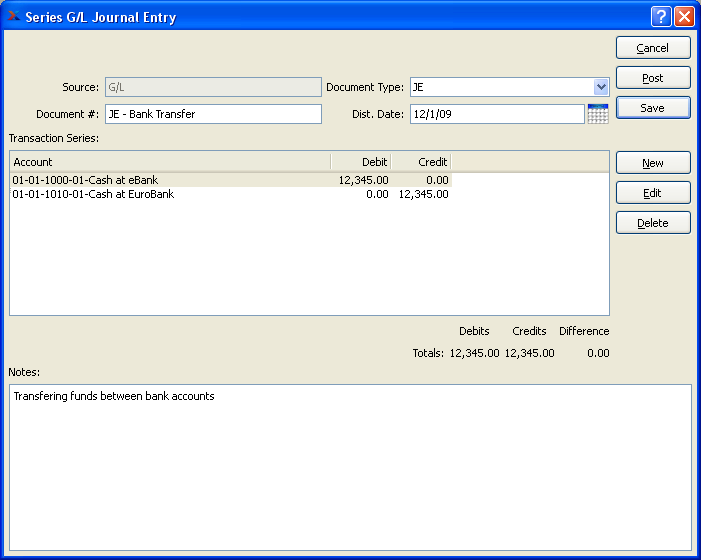 Series G/L Journal Entry
Cancel
Source: G/L Document Type: JE
Post
Document #: JE - Bank Transfer Dist. Date: 12/1/09
Save
Transaction Series:
Account Debit Credit
New
01-01-1000-01-Cash at eBank 12,345.00 0.00
01-01-1010-01-Cash at EuroBank 0.00 12,345.00
Edit
Delete
Debits Credits Difference
Totals: 12,345.00 12,345.00 0.00
Notes:
Transfering funds between bank accounts